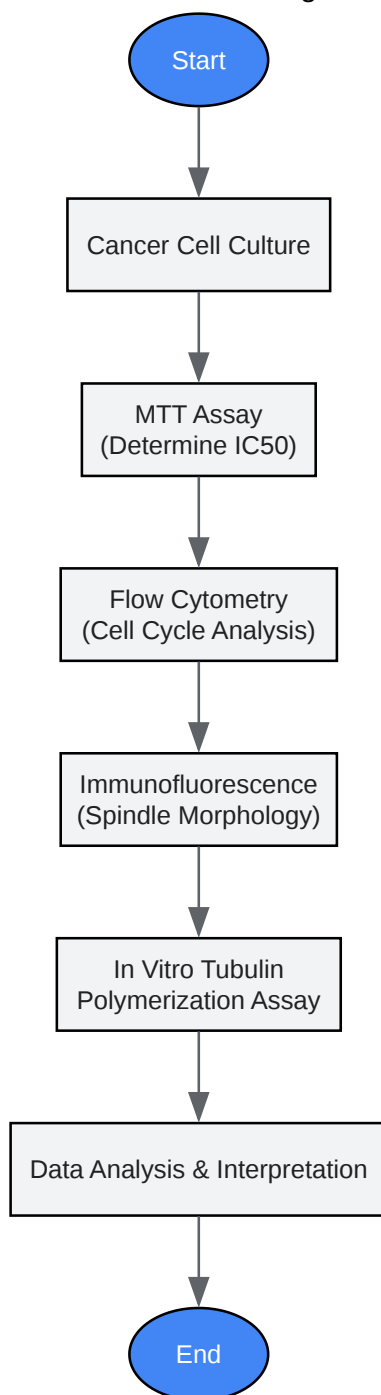 Start
Cancer Cell Culture
MTT Assay
(Determine IC50)
Flow Cytometry
(Cell Cycle Analysis)
Immunofluorescence
(Spindle Morphology)
In Vitro Tubulin
Polymerization Assay
Data Analysis & Interpretation
End